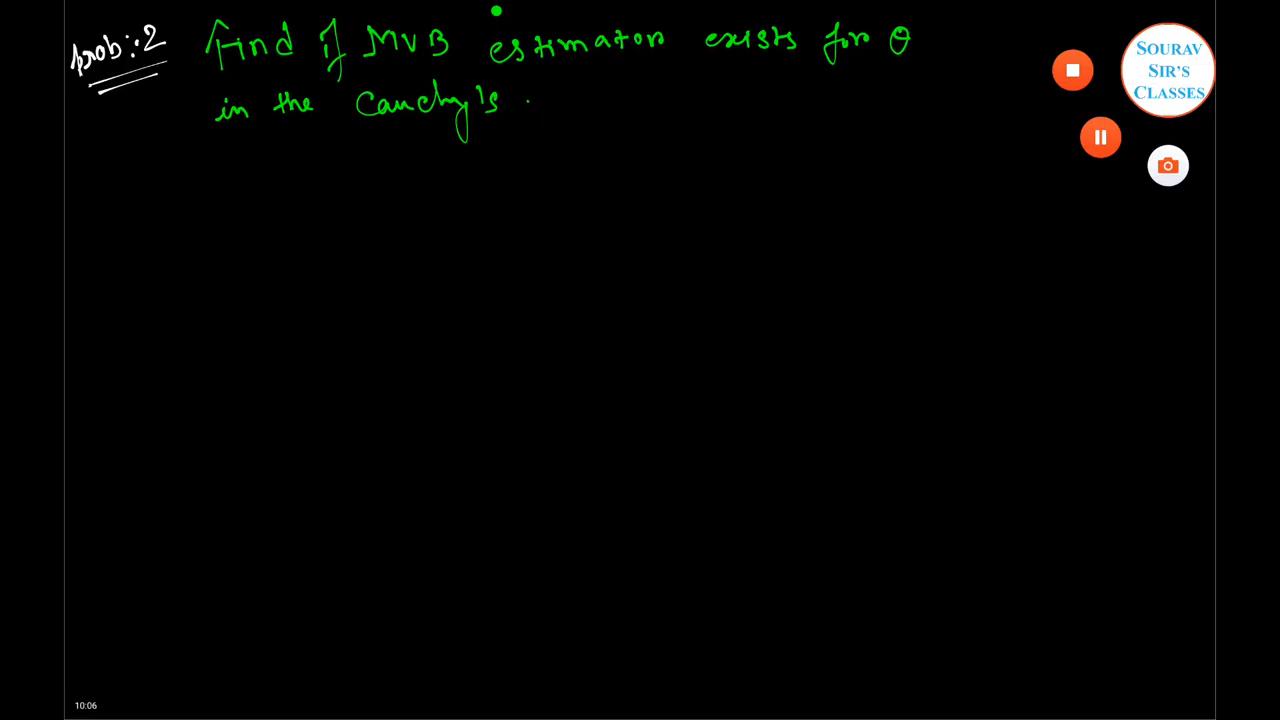 prob:.2 Find if MVB estimator exists for θ
in the Cauchy's.
SOURAV
SIR'S
CLASSES
10:06